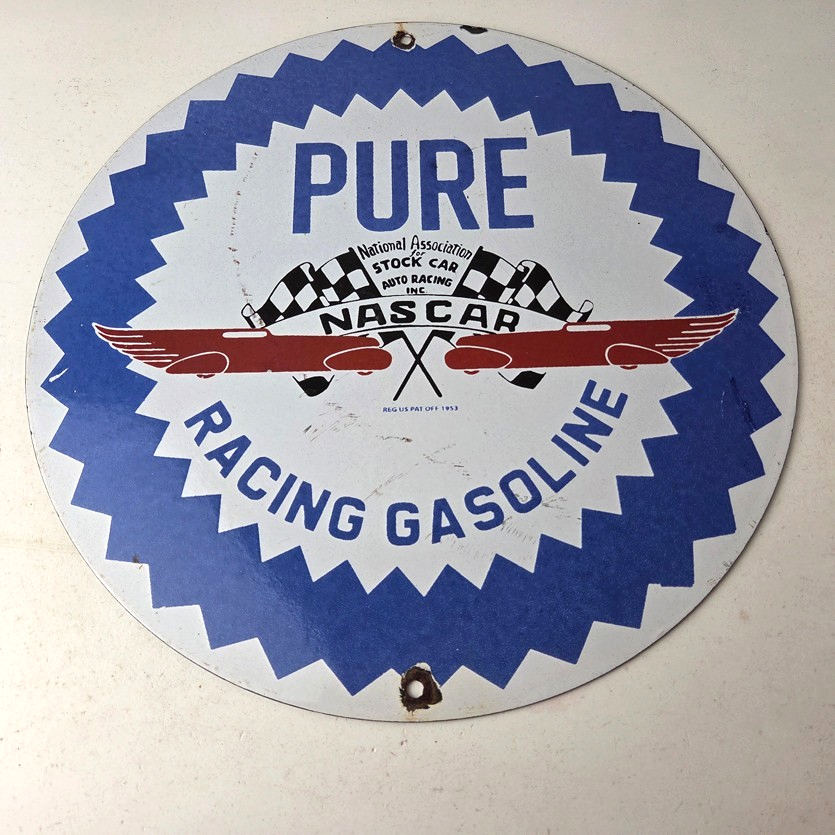 PURE
National Association
for
STOCK CAR
AUTO RACING
INC.
NASCAR
REG US PAT OFF 1953
RACING GASOLINE